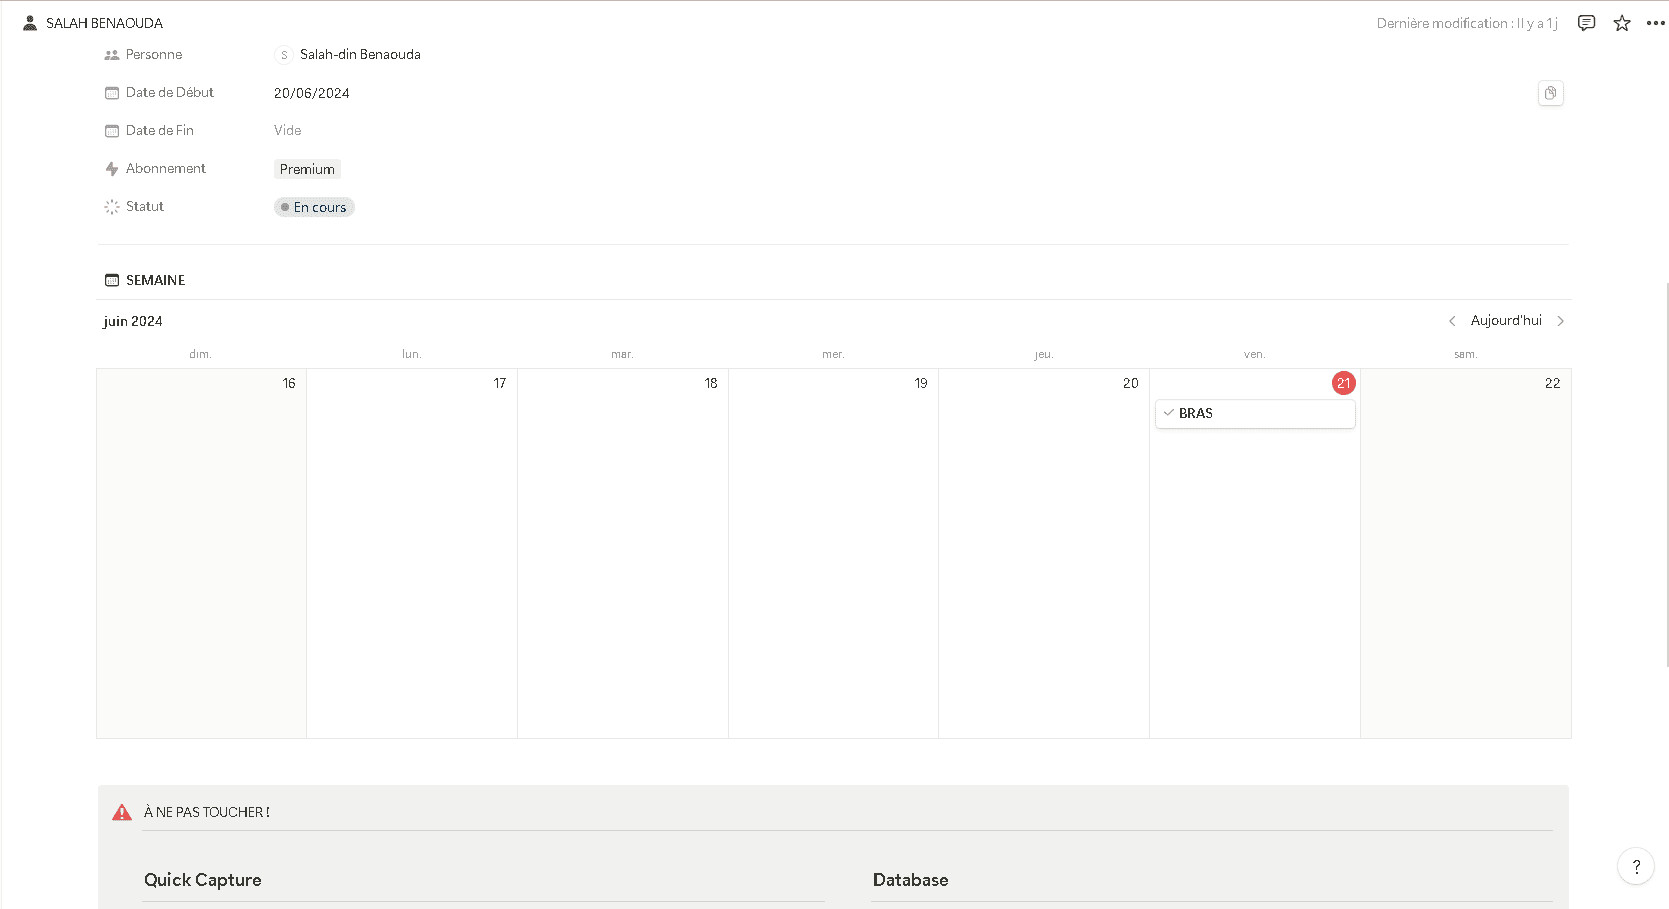 SALAH BENAOUDA
Dernière modification : Il y a 1 j
Personne
S Salah-din Benaouda
Date de Début
20/06/2024
Date de Fin
Vide
Abonnement
Premium
Statut
En cours
SEMAINE
juin 2024
Aujourd'hui
dim. lun. mar. mer. jeu. ven. sam.
16 17 18 19 20 21 22
BRAS
À NE PAS TOUCHER !
Quick Capture
Database
?